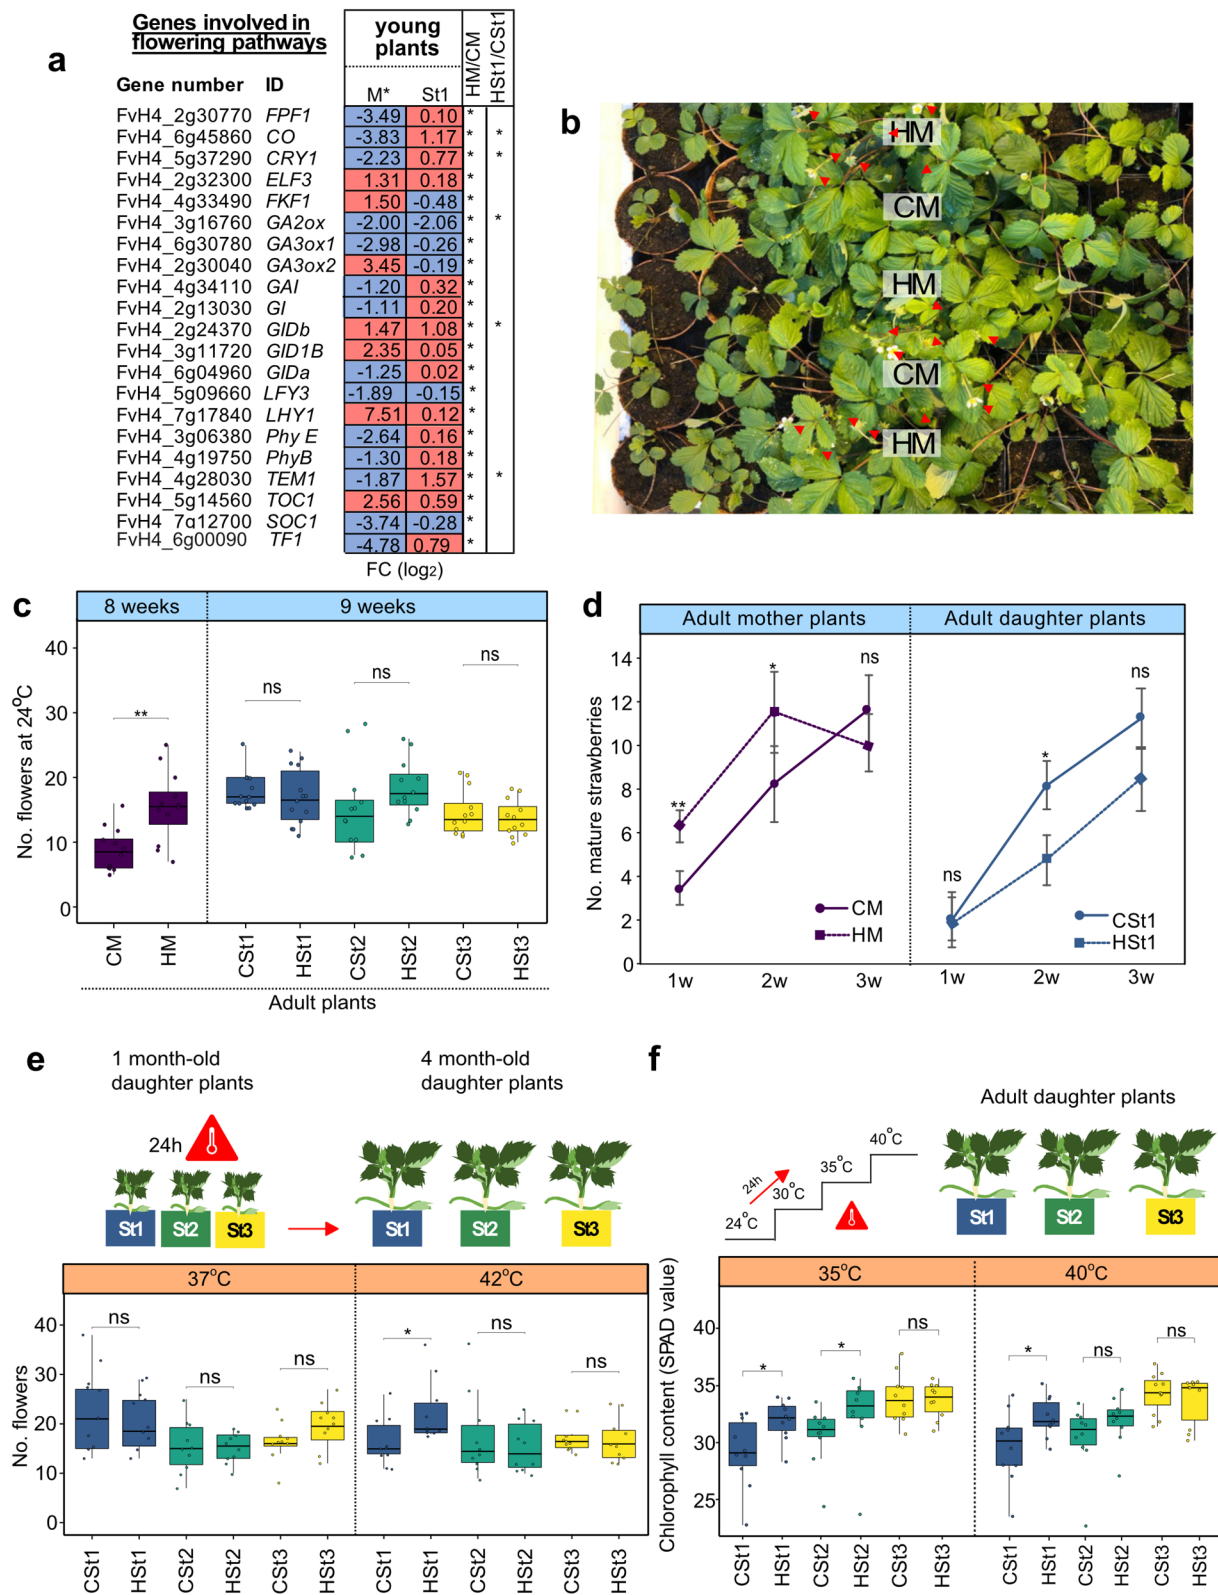 a
Genes involved in
flowering pathways
young
plants
HM/CM
HSt1/CSt1
Gene number ID
M* St1
FvH4_2g30770 FPF1 -3.49 0.10 *
FvH4_6g45860 CO -3.83 1.17 * *
FvH4_5g37290 CRY1 -2.23 0.77 * *
FvH4_2g32300 ELF3 1.31 0.18 *
FvH4_4g33490 FKF1 1.50 -0.48 *
FvH4_3g16760 GA2ox -2.00 -2.06 * *
FvH4_6g30780 GA3ox1 -2.98 -0.26 *
FvH4_2g30040 GA3ox2 3.45 -0.19 *
FvH4_4g34110 GAI -1.20 0.32 *
FvH4_2g13030 GI -1.11 0.20 *
FvH4_2g24370 GIDb 1.47 1.08 * *
FvH4_3g11720 GID1B 2.35 0.05 *
FvH4_6g04960 GIDa -1.25 0.02 *
FvH4_5g09660 LFY3 -1.89 -0.15 *
FvH4_7g17840 LHY1 7.51 0.12 *
FvH4_3g06380 Phy E -2.64 0.16 *
FvH4_4g19750 PhyB -1.30 0.18 *
FvH4_4g28030 TEM1 -1.87 1.57 * *
FvH4_5g14560 TOC1 2.56 0.59 *
FvH4_7g12700 SOC1 -3.74 -0.28 *
FvH4_6g00090 TF1 -4.78 0.79 *
FC (log2)
b
HM
CM
HM
CM
HM
c
8 weeks 9 weeks
No. flowers at 24°C
40
30
20
10
0
** ns ns ns
CM HM CSt1 HSt1 CSt2 HSt2 CSt3 HSt3
Adult plants
d
Adult mother plants Adult daughter plants
No. mature strawberries
14
12
10
8
6
4
2
0
** * ns ns * ns
CM
HM
CSt1
HSt1
1w 2w 3w 1w 2w 3w
e
1 month-old
daughter plants
4 month-old
daughter plants
24h
St1 St2 St3 St1 St2 St3
37°C 42°C
No. flowers
40
30
20
10
0
ns ns ns * ns ns
CSt1 HSt1 CSt2 HSt2 CSt3 HSt3 CSt1 HSt1 CSt2 HSt2 CSt3 HSt3
f
Adult daughter plants
24h
24°C 30°C 35°C 40°C
St1 St2 St3
35°C 40°C
Chlorophyll content (SPAD value)
40
35
30
25
* * ns * ns ns
CSt1 HSt1 CSt2 HSt2 CSt3 HSt3 CSt1 HSt1 CSt2 HSt2 CSt3 HSt3